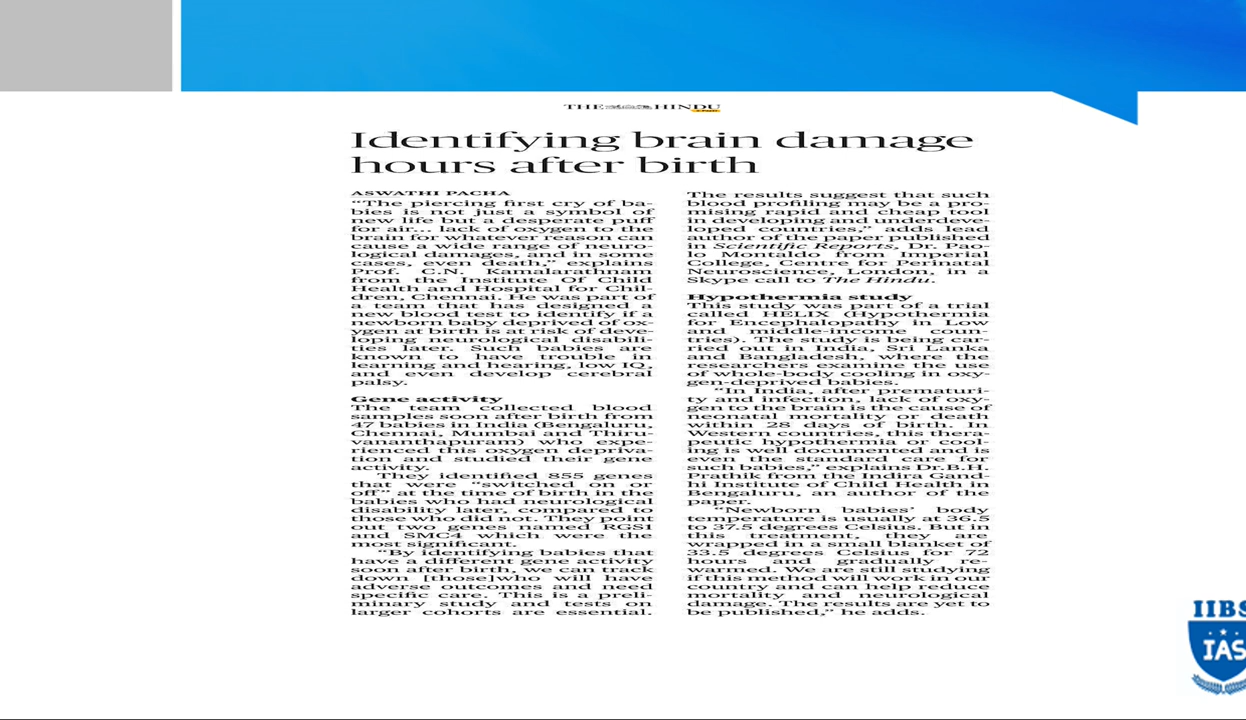 THE HINDU
Identifying brain damage
hours after birth
ASWATHI PACHA
“The piercing first cry of ba-
bies is not just a symbol of
new life but a desperate puff
for air... lack of oxygen to the
brain for whatever reason can
cause a wide range of neuro-
logical damages, and in some
cases, even death,” explains
Prof. C.N. Kamalarathnam
from the Institute Of Child
Health and Hospital for Chil-
dren, Chennai. He was part of
a team that has designed a
new blood test to identify if a
newborn baby deprived of ox-
ygen at birth is at risk of deve-
loping neurological disabili-
ties later. Such babies are
known to have trouble in
learning and hearing, low IQ,
and even develop cerebral
palsy.
Gene activity
The team collected blood
samples soon after birth from
47 babies in India (Bengaluru,
Chennai, Mumbai and Thiru-
vananthapuram) who expe-
rienced this oxygen depriva-
tion and studied their gene
activity.
They identified 855 genes
that were “switched on or
off” at the time of birth in the
babies who had neurological
disability later, compared to
those who did not. They point
out two genes named RGS1
and SMC4 which were the
most significant.
“By identifying babies that
have a different gene activity
soon after birth, we can track
down [those]who will have
adverse outcomes and need
specific care. This is a preli-
minary study and tests on
larger cohorts are essential.
The results suggest that such
blood profiling may be a pro-
mising rapid and cheap tool
in developing and underdeve-
loped countries,” adds lead
author of the paper published
in Scientific Reports, Dr. Pao-
lo Montaldo from Imperial
College, Centre for Perinatal
Neuroscience, London, in a
Skype call to The Hindu.
Hypothermia study
This study was part of a trial
called HELIX (Hypothermia
for Encephalopathy in Low
and middle-income coun-
tries). The study is being car-
ried out in India, Sri Lanka
and Bangladesh, where the
researchers examine the use
of whole-body cooling in oxy-
gen-deprived babies.
“In India, after prematuri-
ty and infection, lack of oxy-
gen to the brain is the cause of
neonatal mortality or death
within 28 days of birth. In
Western countries, this thera-
peutic hypothermia or cool-
ing is well documented and is
even the standard care for
such babies,” explains Dr.B.H.
Prathik from the Indira Gand-
hi Institute of Child Health in
Bengaluru, an author of the
paper.
“Newborn babies’ body
temperature is usually at 36.5
to 37.5 degrees Celsius. But in
this treatment, they are
wrapped in a small blanket of
33.5 degrees Celsius for 72
hours and gradually re-
warmed. We are still studying
if this method will work in our
country and can help reduce
mortality and neurological
damage. The results are yet to
be published,” he adds.
IIBS
IAS